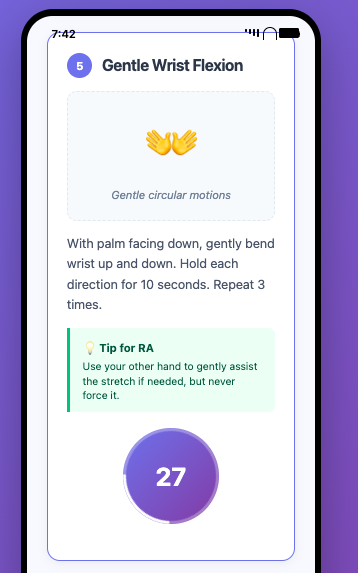 7:42
5 Gentle Wrist Flexion
Gentle circular motions
With palm facing down, gently bend
wrist up and down. Hold each
direction for 10 seconds. Repeat 3
times.
💡 Tip for RA
Use your other hand to gently assist
the stretch if needed, but never
force it.
27